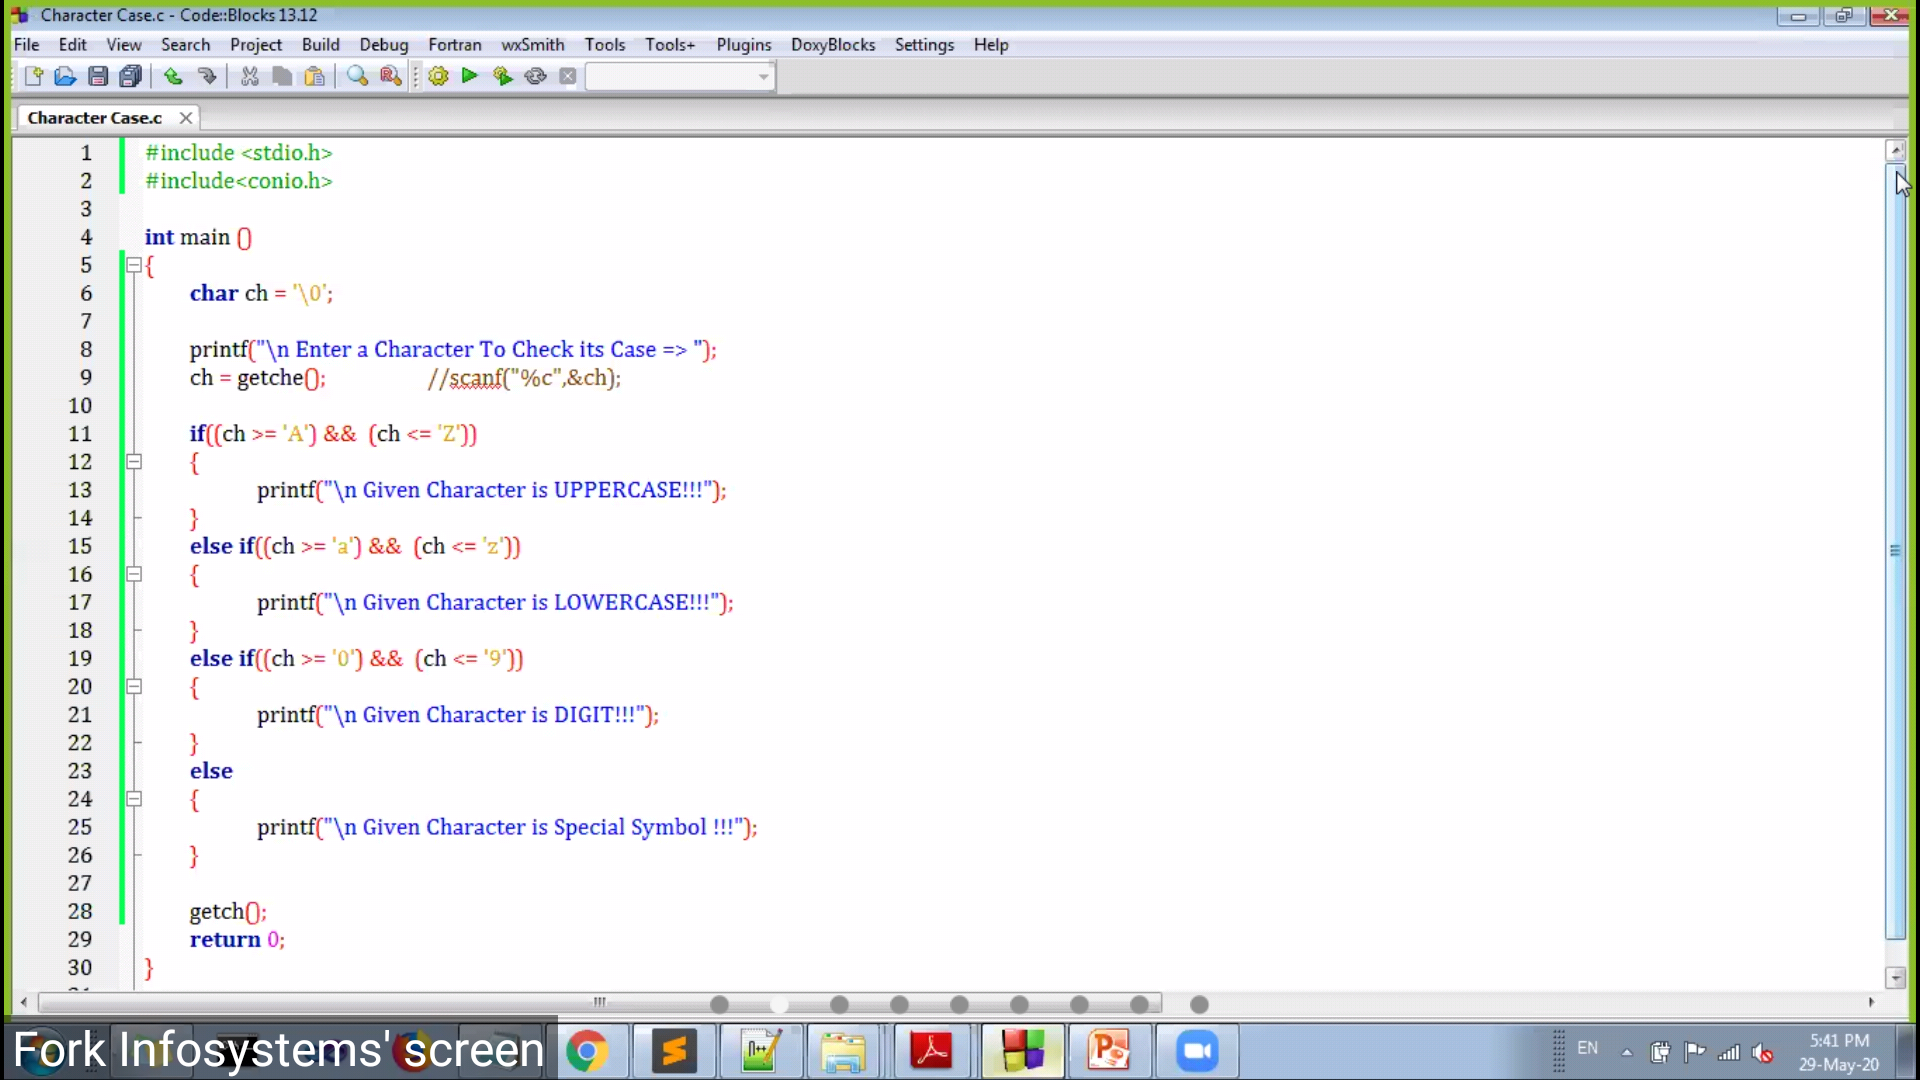 Character Case.c - Code::Blocks 13.12
File Edit View Search Project Build Debug Fortran wxSmith Tools Tools+ Plugins DoxyBlocks Settings Help
Character Case.c
1 #include <stdio.h>
2 #include<conio.h>
3
4 int main ()
5 {
6 char ch = '\0';
7
8 printf("\n Enter a Character To Check its Case => ");
9 ch = getche(); //scanf("%c",&ch);
10
11 if((ch >= 'A') && (ch <= 'Z'))
12 {
13 printf("\n Given Character is UPPERCASE!!!");
14 }
15 else if((ch >= 'a') && (ch <= 'z'))
16 {
17 printf("\n Given Character is LOWERCASE!!!");
18 }
19 else if((ch >= '0') && (ch <= '9'))
20 {
21 printf("\n Given Character is DIGIT!!!");
22 }
23 else
24 {
25 printf("\n Given Character is Special Symbol !!!");
26 }
27
28 getch();
29 return 0;
30 }
Fork Infosystems' screen
EN
5:41 PM
29-May-20